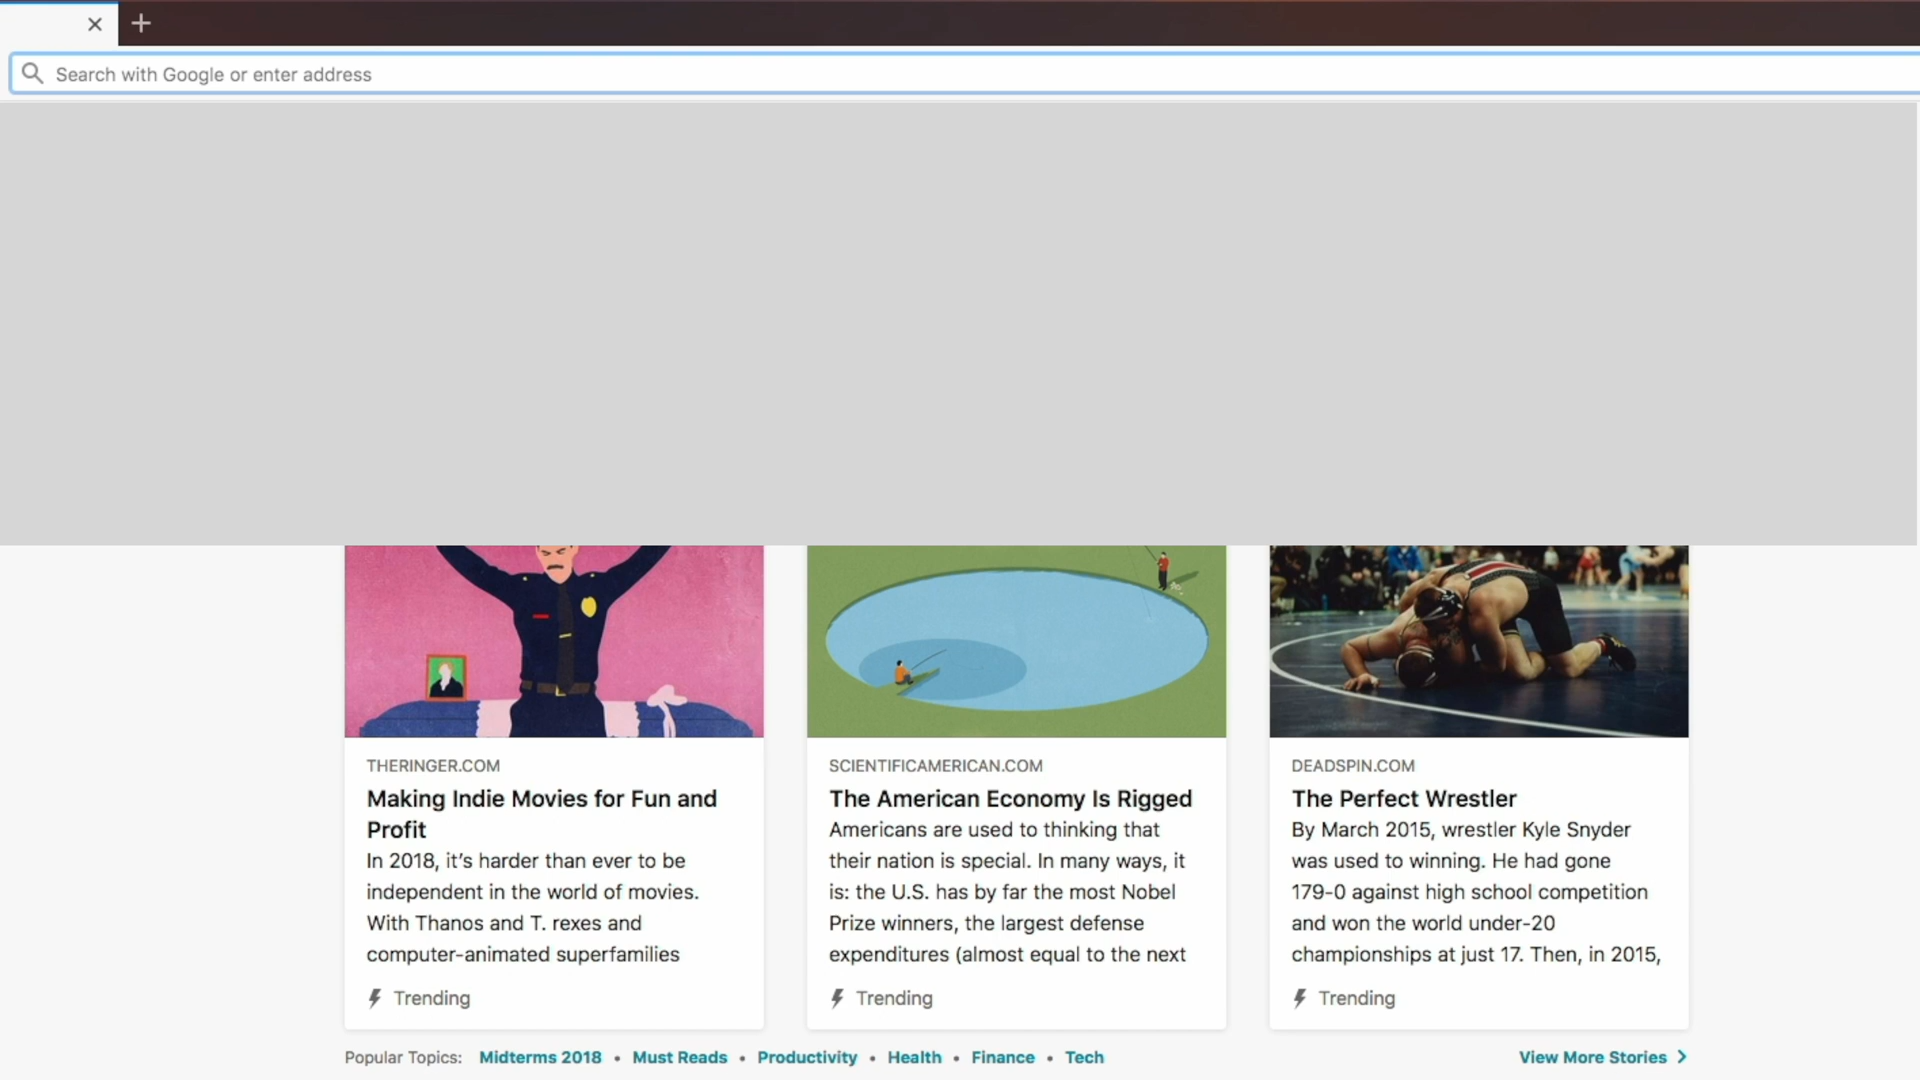 Search with Google or enter address
THERINGER.COM
Making Indie Movies for Fun and
Profit
In 2018, it's harder than ever to be
independent in the world of movies.
With Thanos and T. rexes and
computer-animated superfamilies
Trending
SCIENTIFICAMERICAN.COM
The American Economy Is Rigged
Americans are used to thinking that
their nation is special. In many ways, it
is: the U.S. has by far the most Nobel
Prize winners, the largest defense
expenditures (almost equal to the next
Trending
DEADSPIN.COM
The Perfect Wrestler
By March 2015, wrestler Kyle Snyder
was used to winning. He had gone
179-0 against high school competition
and won the world under-20
championships at just 17. Then, in 2015,
Trending
Popular Topics: Midterms 2018 • Must Reads • Productivity • Health • Finance • Tech
View More Stories